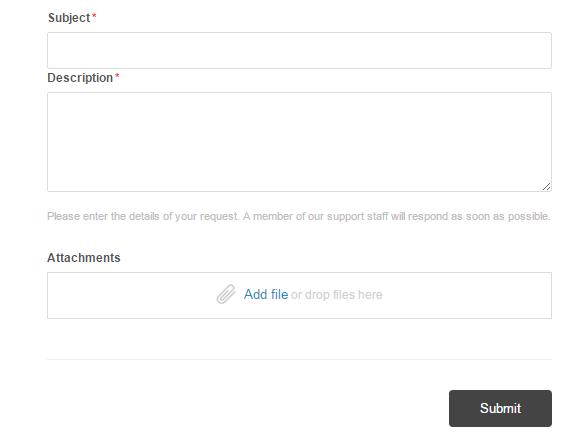 Subject*
Description*
Please enter the details of your request. A member of our support staff will respond as soon as possible.
Attachments
Add file or drop files here
Submit